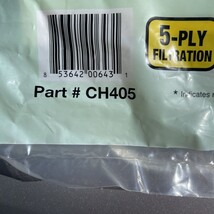 5-PLY
FILTRATION
8 53642 00643 1
Part # CH405
* Indicates